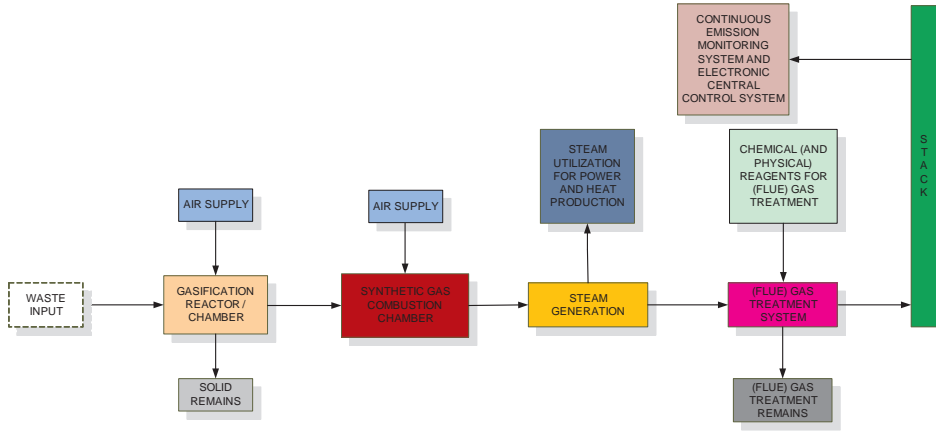 CONTINUOUS
EMISSION
MONITORING
SYSTEM AND
ELECTRONIC
CENTRAL
CONTROL SYSTEM
S
T
A
C
K
STEAM
UTILIZATION
FOR POWER
AND HEAT
PRODUCTION
CHEMICAL (AND
PHYSICAL)
REAGENTS FOR
(FLUE) GAS
TREATMENT
AIR SUPPLY
AIR SUPPLY
WASTE
INPUT
GASIFICATION
REACTOR /
CHAMBER
SYNTHETIC GAS
COMBUSTION
CHAMBER
STEAM
GENERATION
(FLUE) GAS
TREATMENT
SYSTEM
SOLID
REMAINS
(FLUE) GAS
TREATMENT
REMAINS